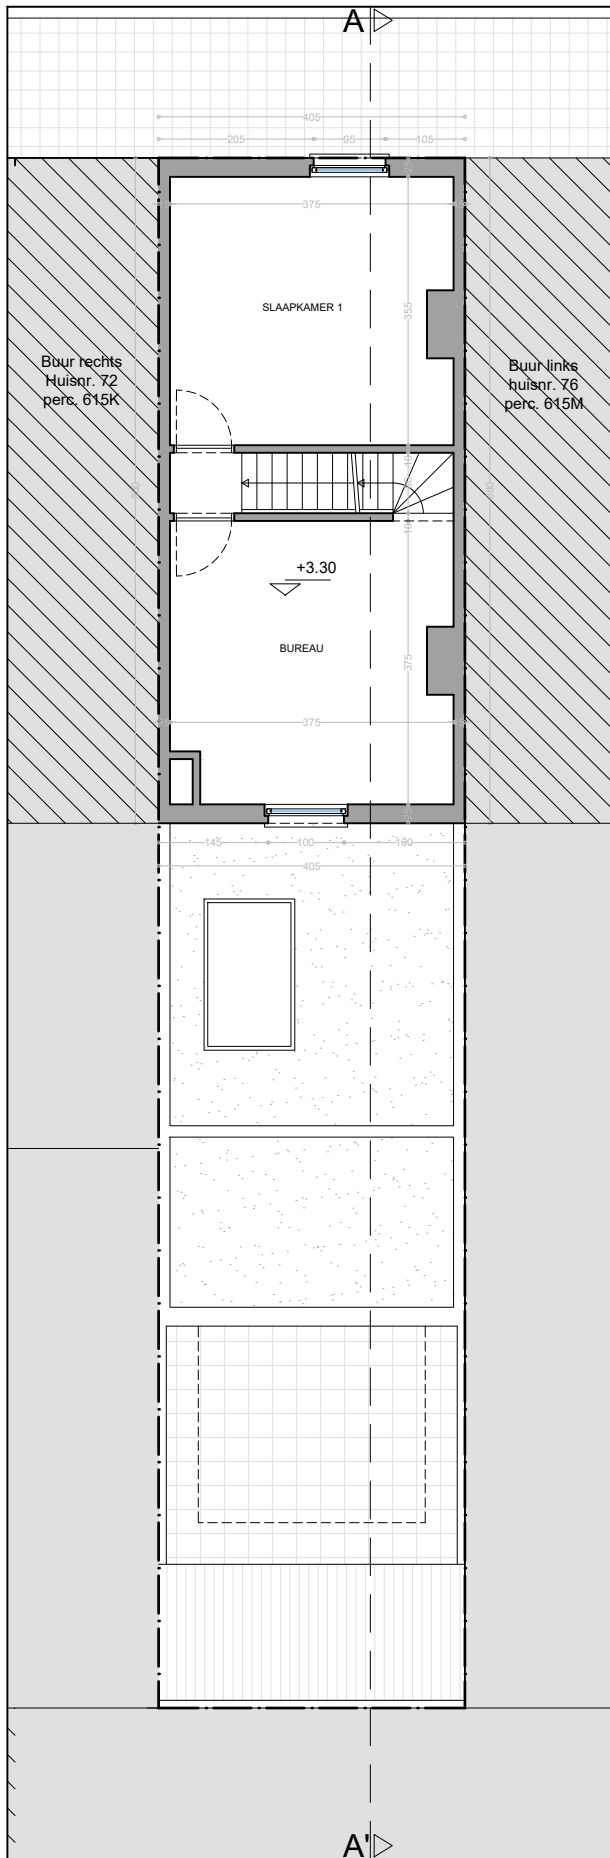 A
405
205
95
105
375
355
SLAAPKAMER 1
Buur rechts
Huisnr. 72
perc. 615K
Buur links
huisnr. 76
perc. 615M
+3.30
BUREAU
375
375
145
100
160
405
A'